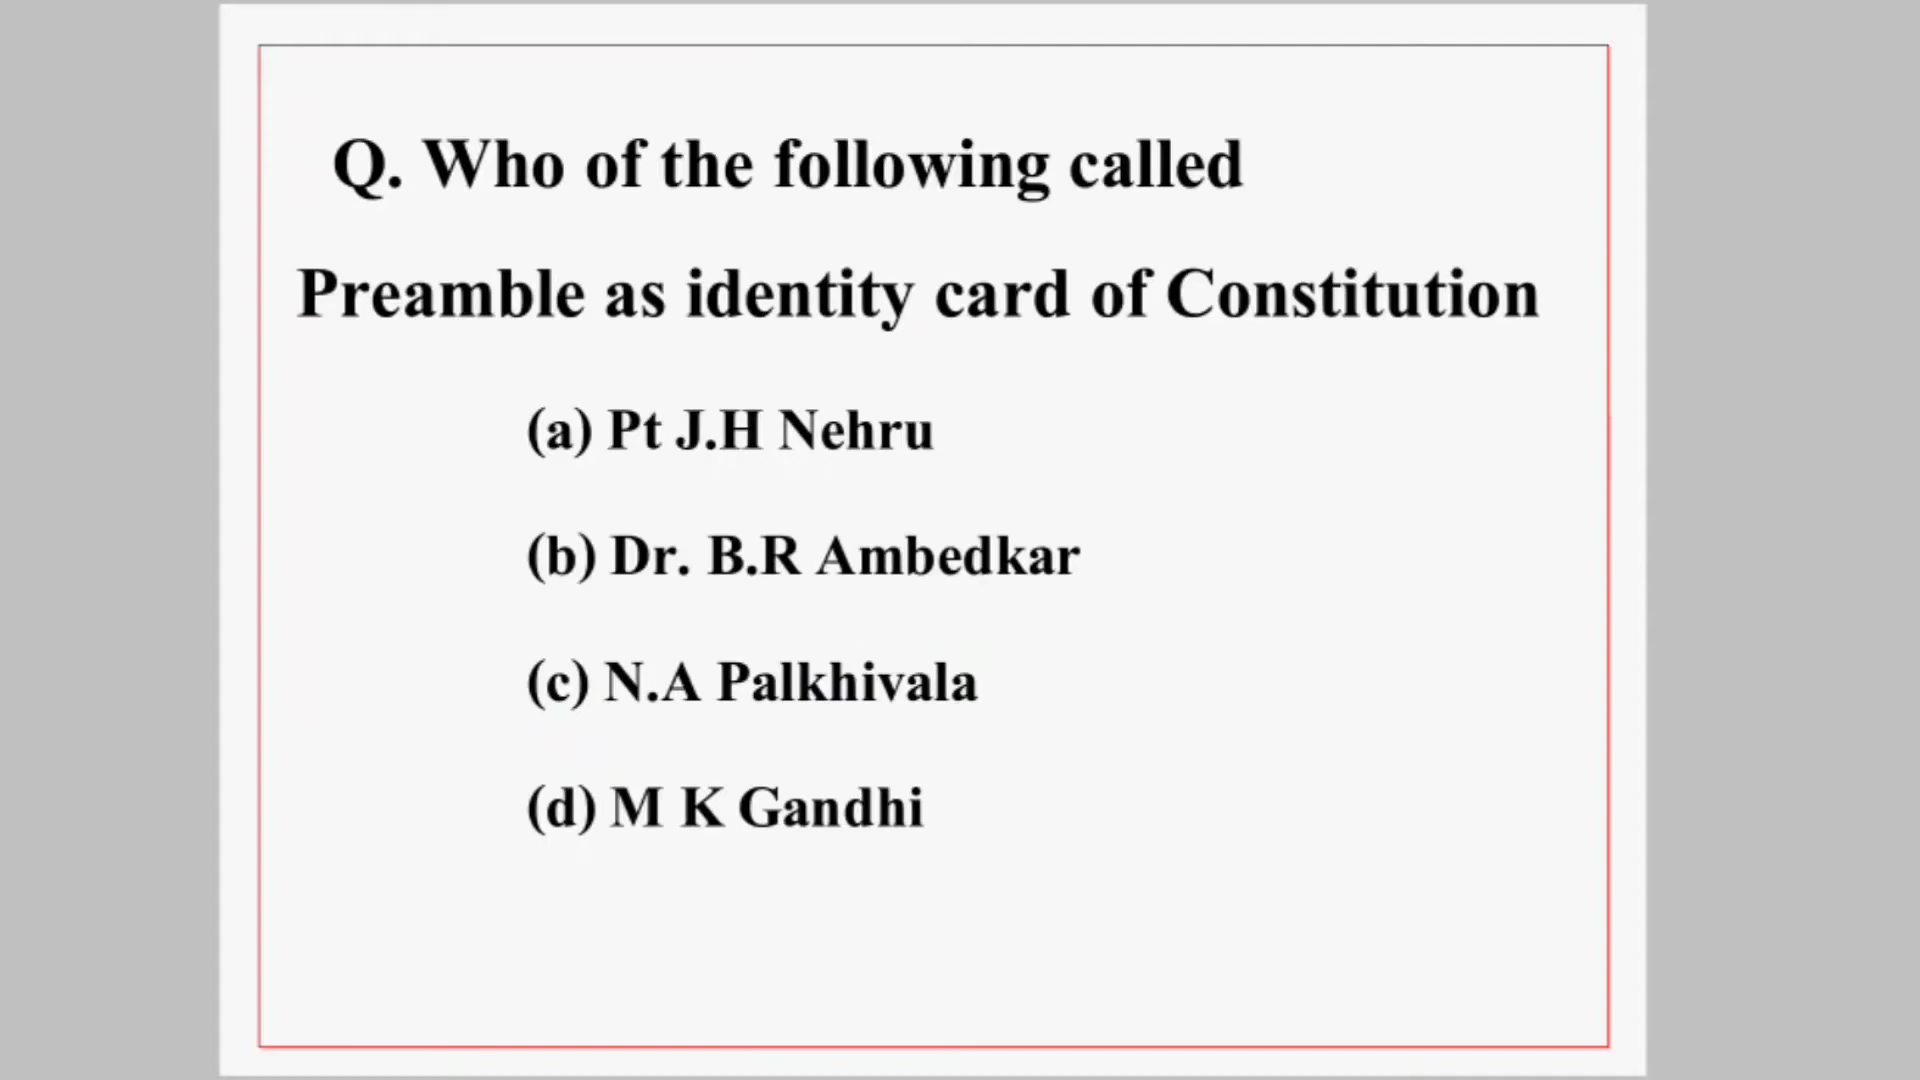 Q. Who of the following called
Preamble as identity card of Constitution
(a) Pt J.H Nehru
(b) Dr. B.R Ambedkar
(c) N.A Palkhivala
(d) M K Gandhi